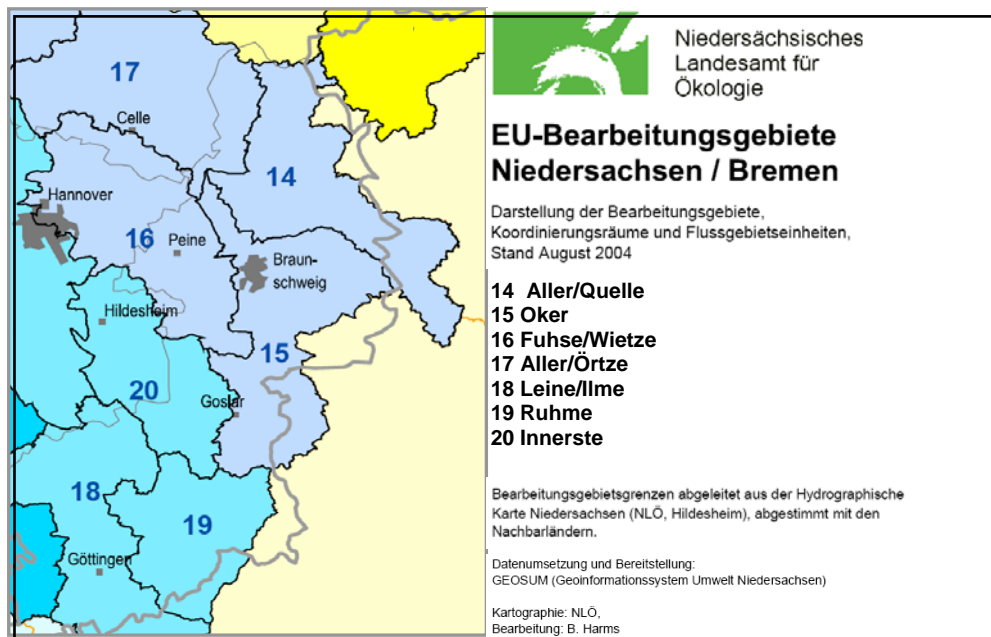 17
Celle
14
Hannover
16
Peine
Braun-
schweig
Hildesheim
15
20
Goslar
18
19
Göttingen
Niedersächsisches
Landesamt für
Ökologie
EU-Bearbeitungsgebiete
Niedersachsen / Bremen
Darstellung der Bearbeitungsgebiete,
Koordinierungsräume und Flussgebietseinheiten,
Stand August 2004
14 Aller/Quelle
15 Oker
16 Fuhse/Wietze
17 Aller/Örtze
18 Leine/Ilme
19 Ruhme
20 Innerste
Bearbeitungsgebietsgrenzen abgeleitet aus der Hydrographische
Karte Niedersachsen (NLÖ, Hildesheim), abgestimmt mit den
Nachbarländern.
Datenumsetzung und Bereitstellung:
GEOSUM (Geoinformationssystem Umwelt Niedersachsen)
Kartographie: NLÖ,
Bearbeitung: B. Harms